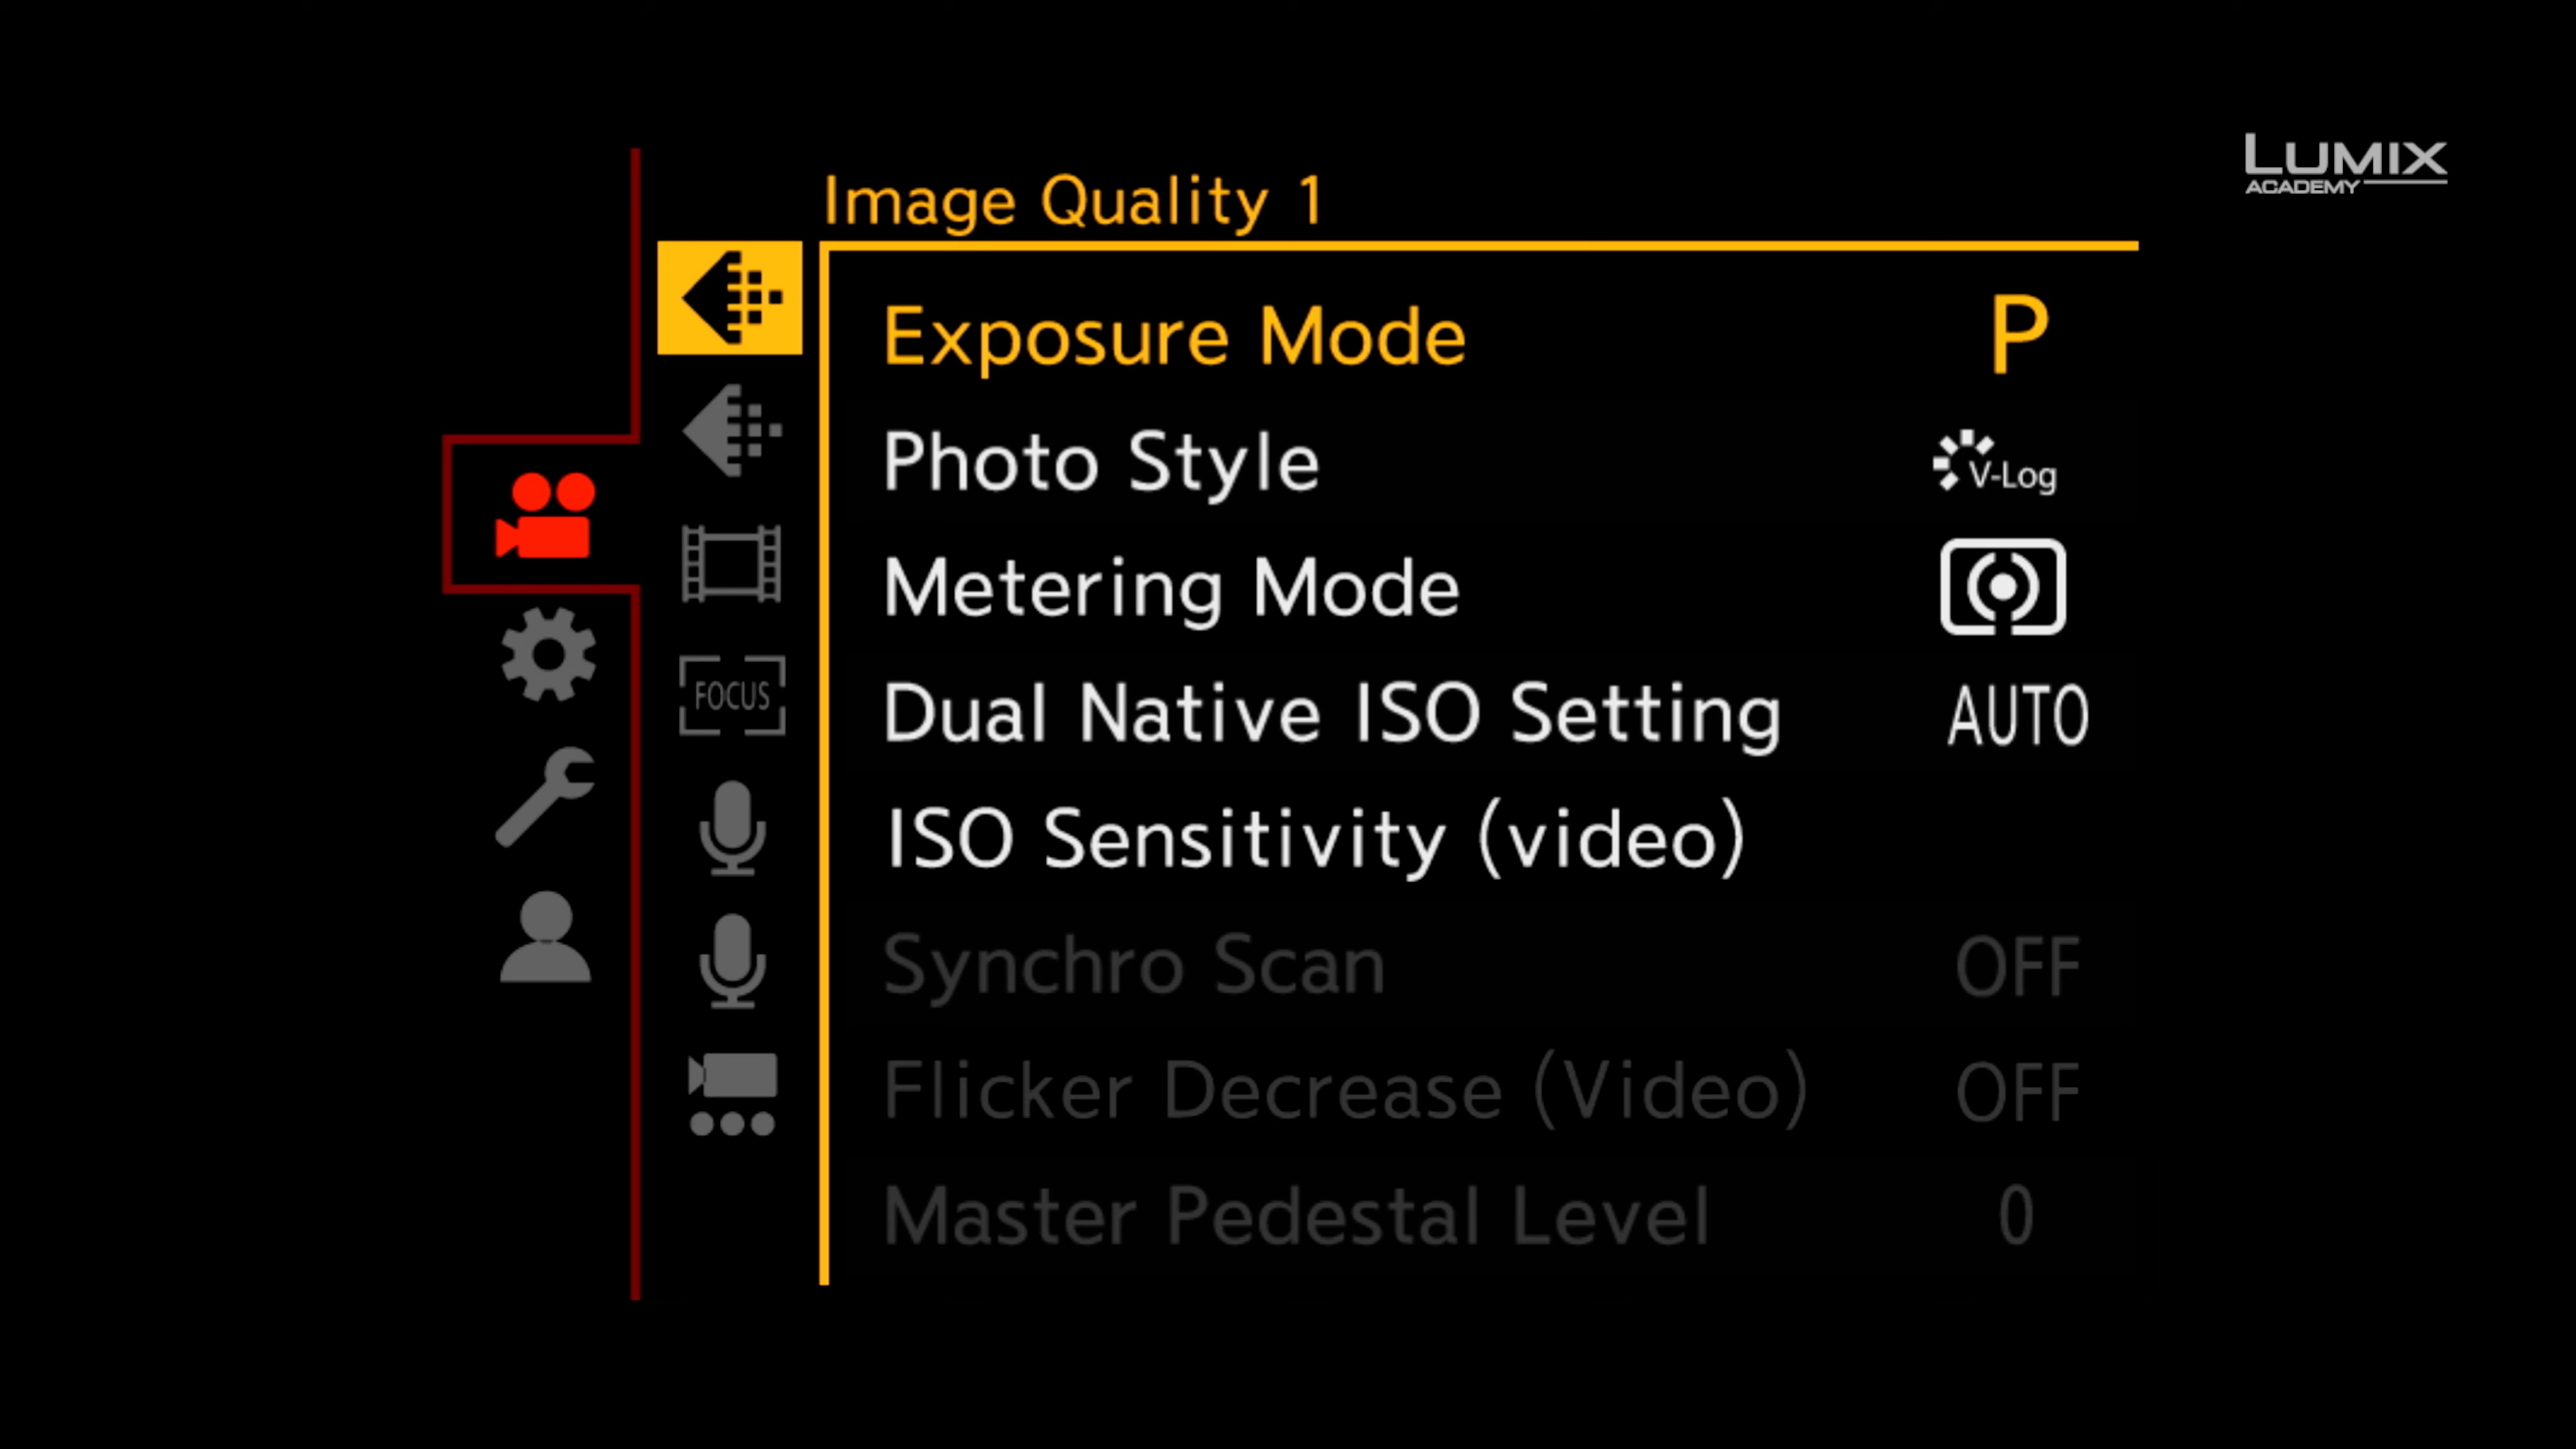 LUMIX
ACADEMY
Image Quality 1
Exposure Mode P
Photo Style V-Log
Metering Mode
Dual Native ISO Setting AUTO
ISO Sensitivity (video)
Synchro Scan OFF
Flicker Decrease (Video) OFF
Master Pedestal Level 0
FOCUS